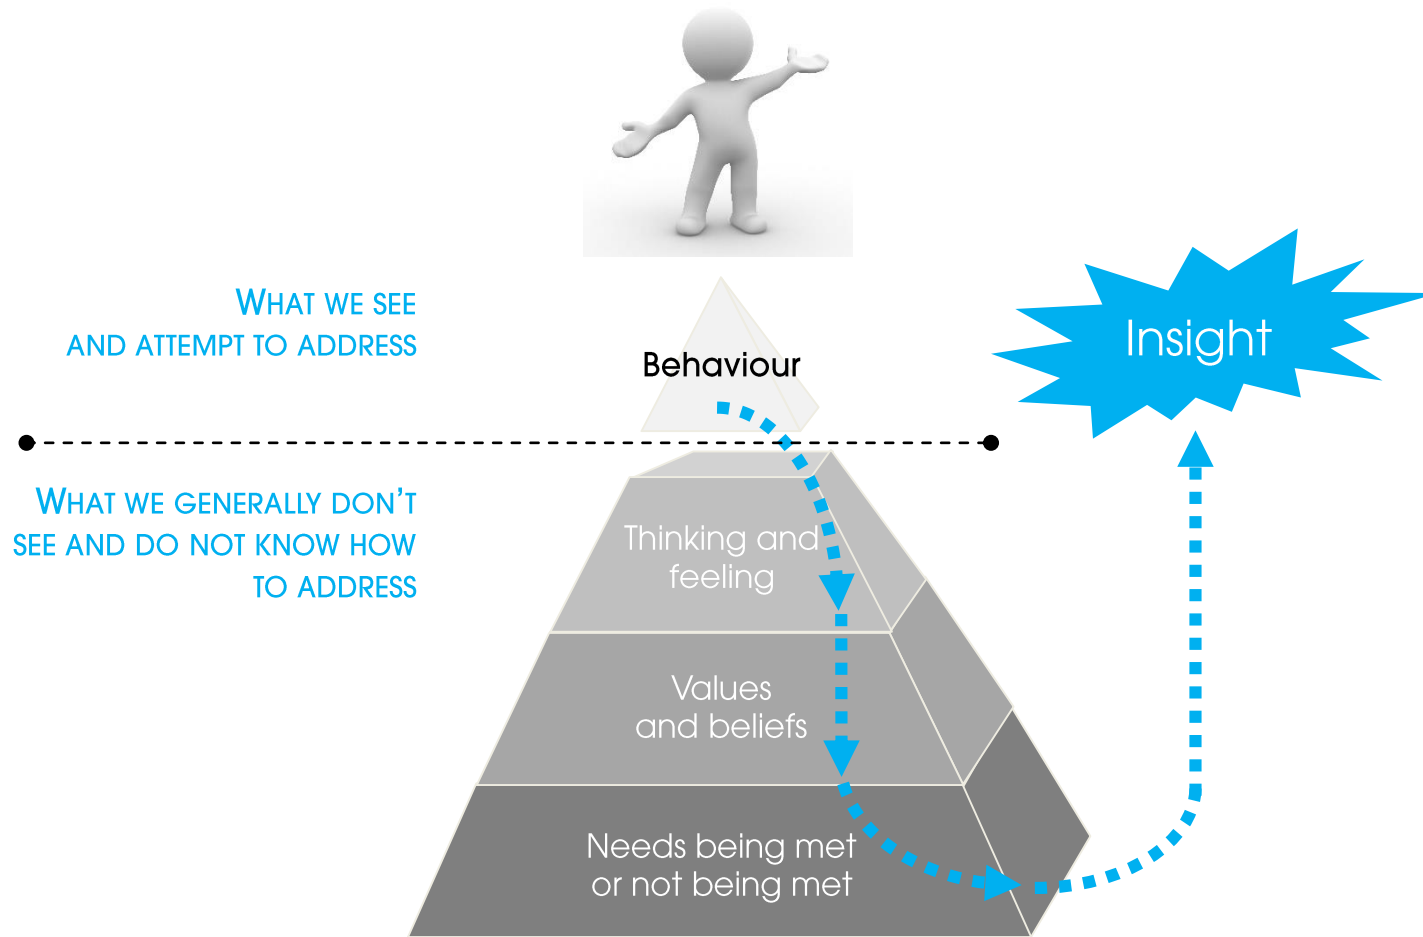 WHAT WE SEE
AND ATTEMPT TO ADDRESS
Insight
Behaviour
WHAT WE GENERALLY DON'T
SEE AND DO NOT KNOW HOW
TO ADDRESS
Thinking and
feeling
Values
and beliefs
Needs being met
or not being met